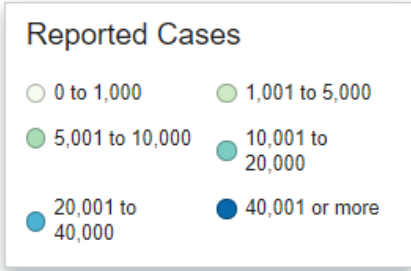 Reported Cases
0 to 1,000
1,001 to 5,000
5,001 to 10,000
10,001 to
20,000
20,001 to
40,000
40,001 or more